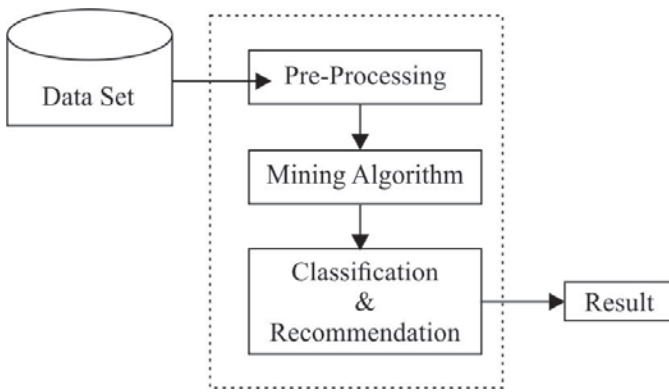 Data Set
Pre-Processing
Mining Algorithm
Classification
&
Recommendation
Result